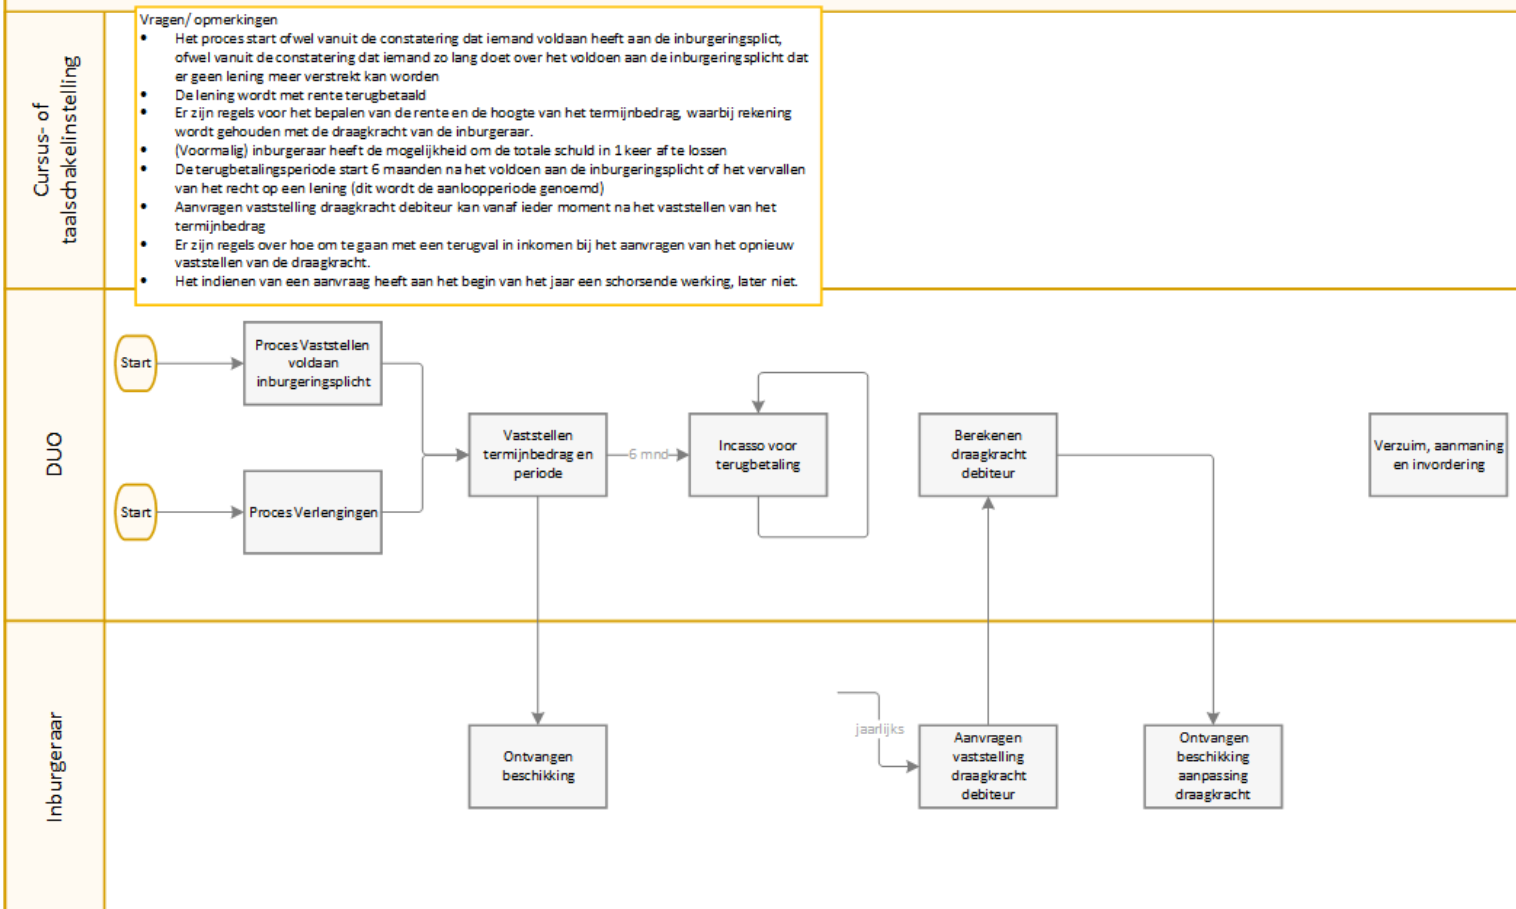 Cursus- of
taalschakelinstelling
Vragen/ opmerkingen
• Het proces start ofwel vanuit de constatering dat iemand voldaan heeft aan de inburgeringsplict,
ofwel vanuit de constatering dat iemand zo lang doet over het voldoen aan de inburgeringsplicht dat
er geen lening meer verstrekt kan worden
• De lening wordt met rente terugbetaald
• Er zijn regels voor het bepalen van de rente en de hoogte van het termijnbedrag, waarbij rekening
wordt gehouden met de draagkracht van de inburgeraar.
• (Voormalig) inburgeraar heeft de mogelijkheid om de totale schuld in 1 keer af te lossen
• De terugbetalingsperiode start 6 maanden na het voldoen aan de inburgeringsplicht of het vervallen
van het recht op een lening (dit wordt de aanloopperiode genoemd)
• Aanvragen vaststelling draagkracht debiteur kan vanaf ieder moment na het vaststellen van het
termijnbedrag
• Er zijn regels over hoe om te gaan met een terugval in inkomen bij het aanvragen van het opnieuw
vaststellen van de draagkracht.
• Het indienen van een aanvraag heeft aan het begin van het jaar een schorsende werking, later niet.
DUO
Start
Proces Vaststellen
voldaan
inburgeringsplicht
Start
Proces Verlengingen
Vaststellen
termijnbedrag en
periode
6 mnd
Incasso voor
terugbetaling
Berekenen
draagkracht
debiteur
Verzuim, aanmaning
en invordering
Inburgeraar
Ontvangen
beschikking
jaarlijks
Aanvragen
vaststelling
draagkracht
debiteur
Ontvangen
beschikking
aanpassing
draagkracht